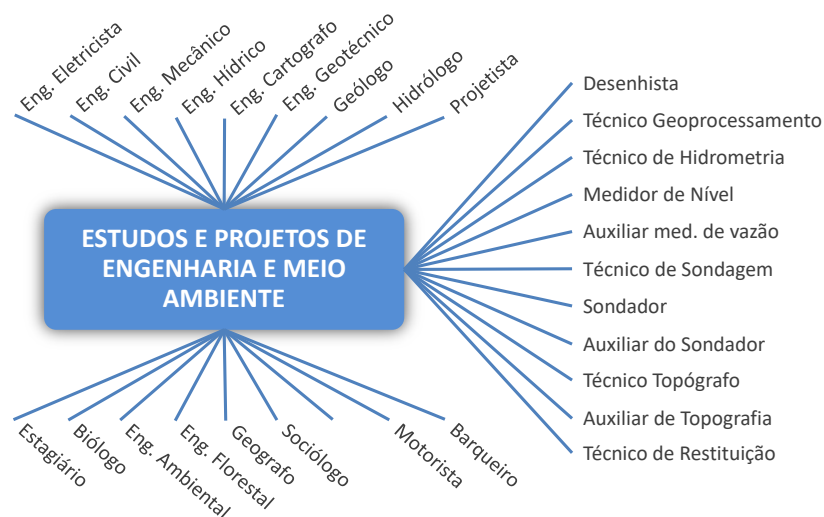 Eng. Eletricista
Eng. Civil
Eng. Mecânico
Eng. Hídrico
Eng. Cartografo
Eng. Geotécnico
Geólogo
Hidrólogo
Projetista
Desenhista
Técnico Geoprocessamento
Técnico de Hidrometria
Medidor de Nível
Auxiliar med. de vazão
Técnico de Sondagem
Sondador
Auxiliar do Sondador
Técnico Topógrafo
Auxiliar de Topografia
Técnico de Restituição
ESTUDOS E PROJETOS DE
ENGENHARIA E MEIO
AMBIENTE
Estagiário
Biólogo
Eng. Ambiental
Eng. Florestal
Geografo
Sociólogo
Motorista
Barqueiro